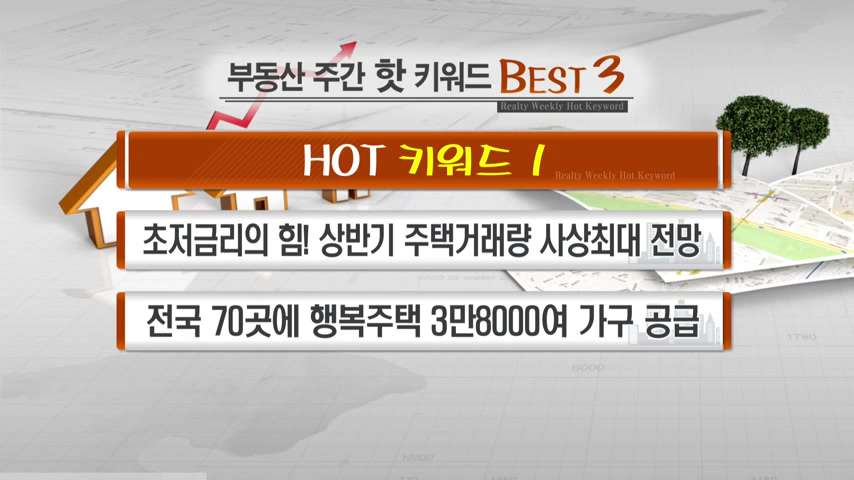 부동산 주간 핫 키워드 BEST 3
Realty Weekly Hot Keyword
HOT 키워드 1
Realty Weekly Hot Keyword
초저금리의 힘! 상반기 주택거래량 사상최대 전망
전국 70곳에 행복주택 3만8000여 가구 공급
1790
6000
12300